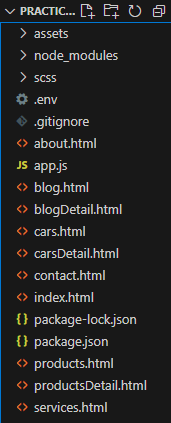 PRACTIC...
assets
node_modules
scss
.env
.gitignore
about.html
JS app.js
blog.html
blogDetail.html
cars.html
carsDetail.html
contact.html
index.html
package-lock.json
package.json
products.html
productsDetail.html
services.html